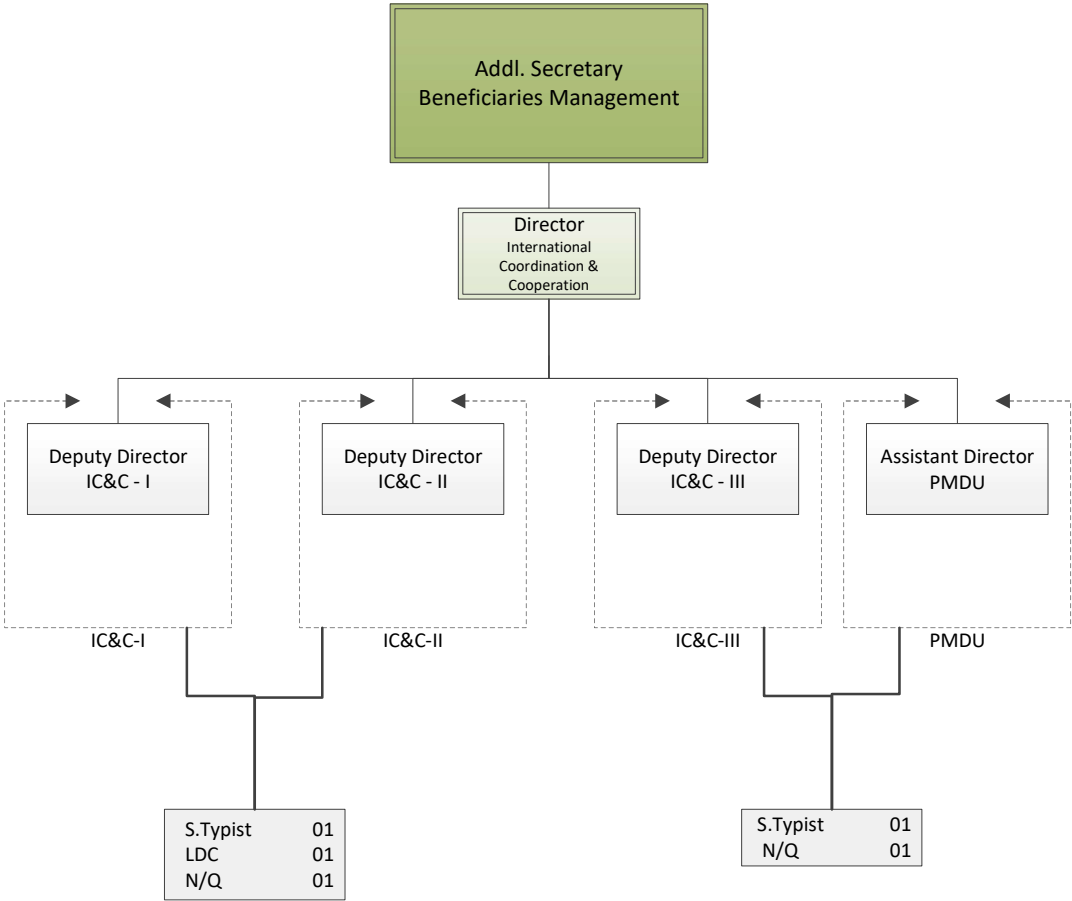 Addl. Secretary
Beneficiaries Management
Director
International
Coordination &
Cooperation
Deputy Director
IC&C - I
Deputy Director
IC&C - II
Deputy Director
IC&C - III
Assistant Director
PMDU
IC&C-I
IC&C-II
IC&C-III
PMDU
S.Typist 01
LDC 01
N/Q 01
S.Typist 01
N/Q 01